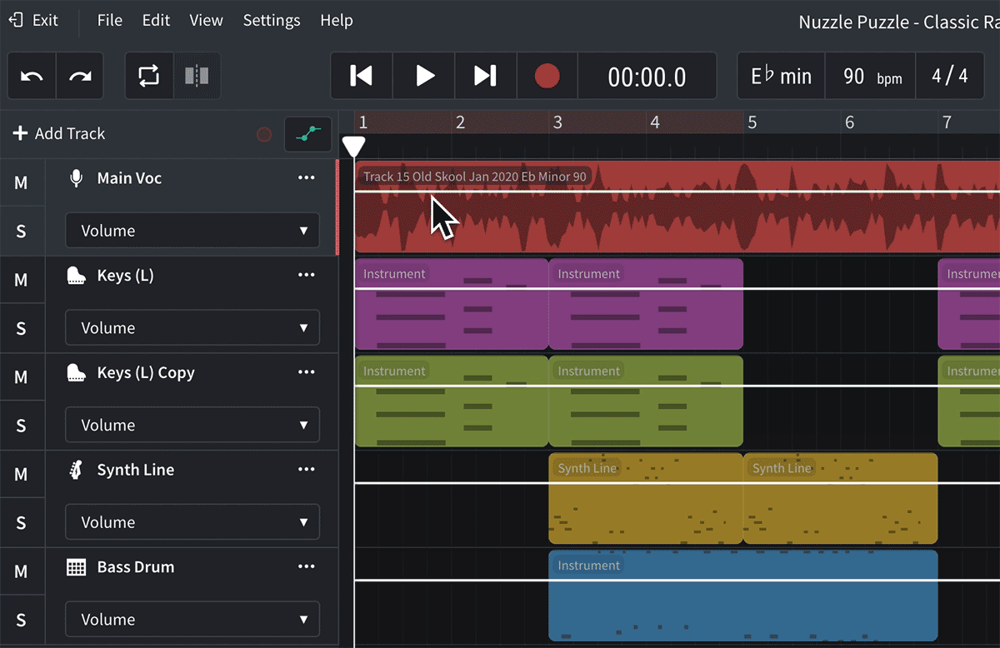 Exit File Edit View Settings Help
Nuzzle Puzzle - Classic Ra
00:00.0 E♭ min 90 bpm 4 / 4
Add Track
1 2 3 4 5 6 7
M Main Voc
Track 15 Old Skool Jan 2020 Eb Minor 90
S Volume
M Keys (L)
Instrument Instrument Instrumen
S Volume
M Keys (L) Copy
Instrument Instrument Instrumen
S Volume
M Synth Line
Synth Line Synth Line
S Volume
M Bass Drum
Instrument
S Volume